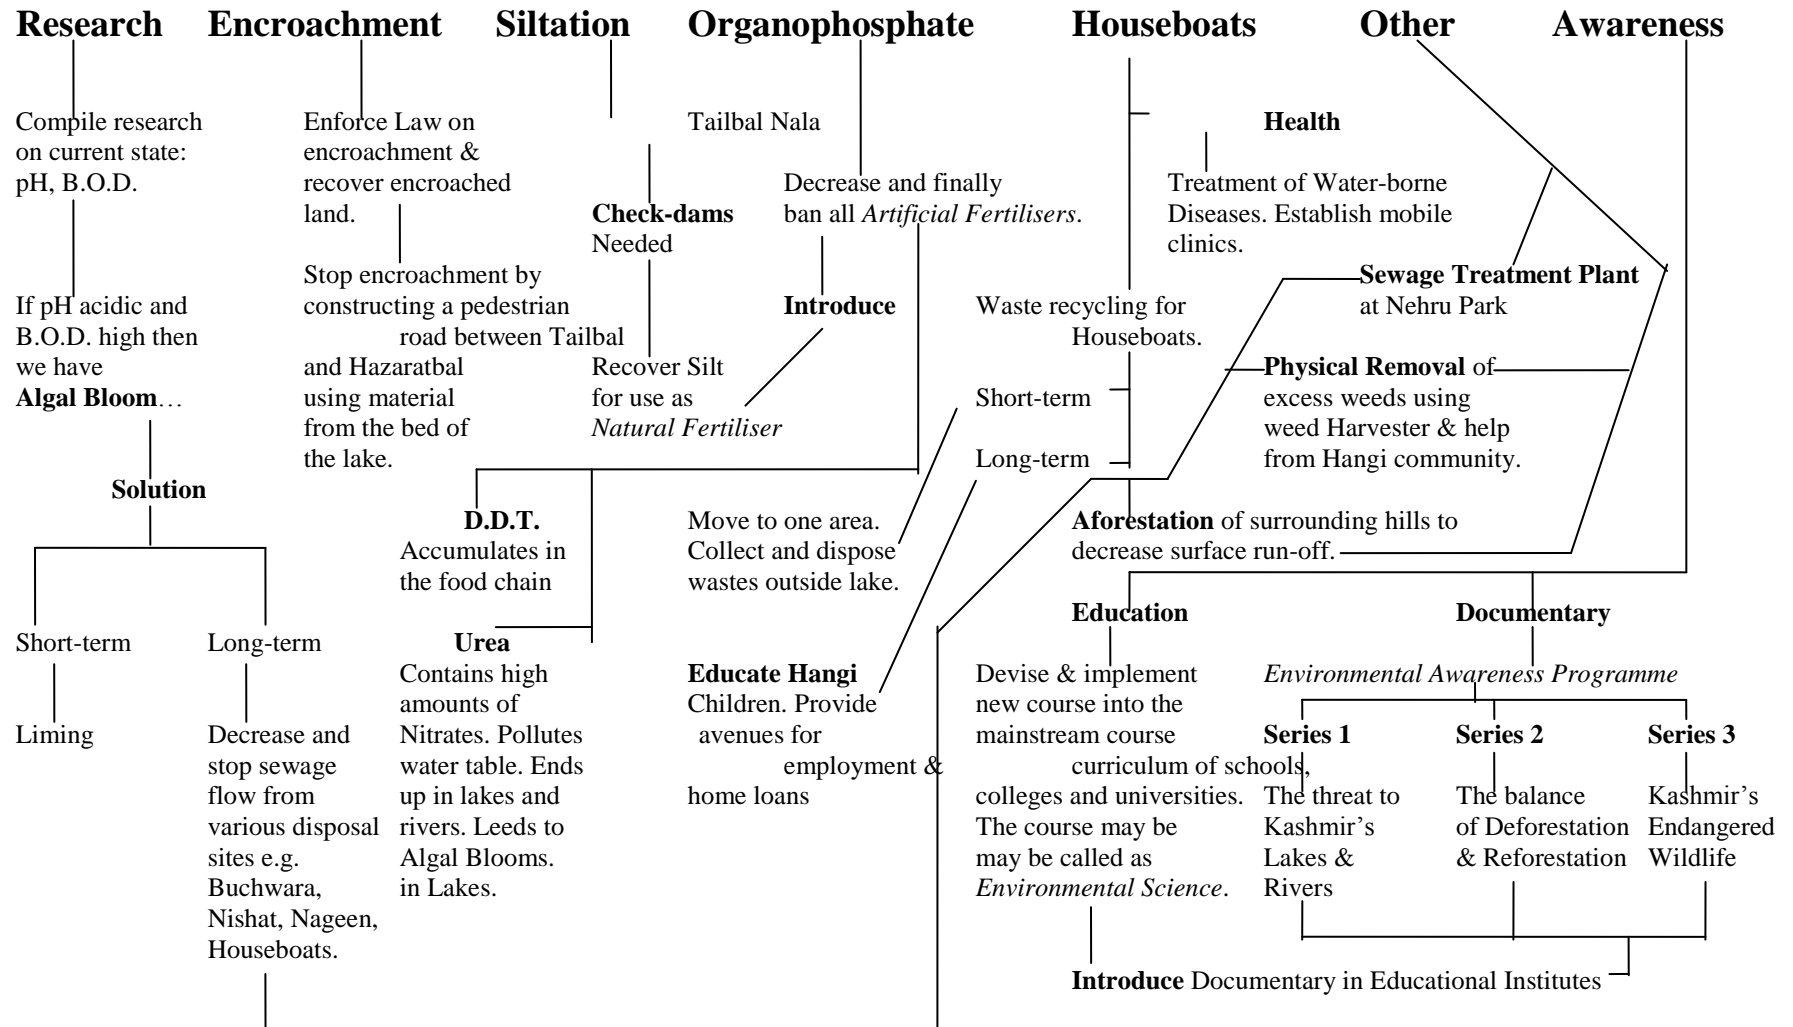 Research
Encroachment
Siltation
Organophosphate
Houseboats
Other
Awareness
Compile research
on current state:
pH, B.O.D.
If pH acidic and
B.O.D. high then
we have
Algal Bloom…
Solution
Short-term
Liming
Long-term
Decrease and
stop sewage
flow from
various disposal
sites e.g.
Buchwara,
Nishat, Nageen,
Houseboats.
Enforce Law on
encroachment &
recover encroached
land.
Stop encroachment by
constructing a pedestrian
road between Tailbal
and Hazaratbal
using material
from the bed of
the lake.
Tailbal Nala
Check-dams
Needed
Recover Silt
for use as
Natural Fertiliser
Decrease and finally
ban all Artificial Fertilisers.
Introduce
D.D.T.
Accumulates in
the food chain
Urea
Contains high
amounts of
Nitrates. Pollutes
water table. Ends
up in lakes and
rivers. Leeds to
Algal Blooms.
in Lakes.
Health
Treatment of Water-borne
Diseases. Establish mobile
clinics.
Waste recycling for
Houseboats.
Short-term
Long-term
Move to one area.
Collect and dispose
wastes outside lake.
Educate Hangi
Children. Provide
avenues for
employment &
home loans
Sewage Treatment Plant
at Nehru Park
Physical Removal of
excess weeds using
weed Harvester & help
from Hangi community.
Aforestation of surrounding hills to
decrease surface run-off.
Education
Devise & implement
new course into the
mainstream course
curriculum of schools,
colleges and universities.
The course may be
may be called as
Environmental Science.
Documentary
Environmental Awareness Programme
Series 1
The threat to
Kashmir’s
Lakes &
Rivers
Series 2
The balance
of Deforestation
& Reforestation
Series 3
Kashmir’s
Endangered
Wildlife
Introduce Documentary in Educational Institutes